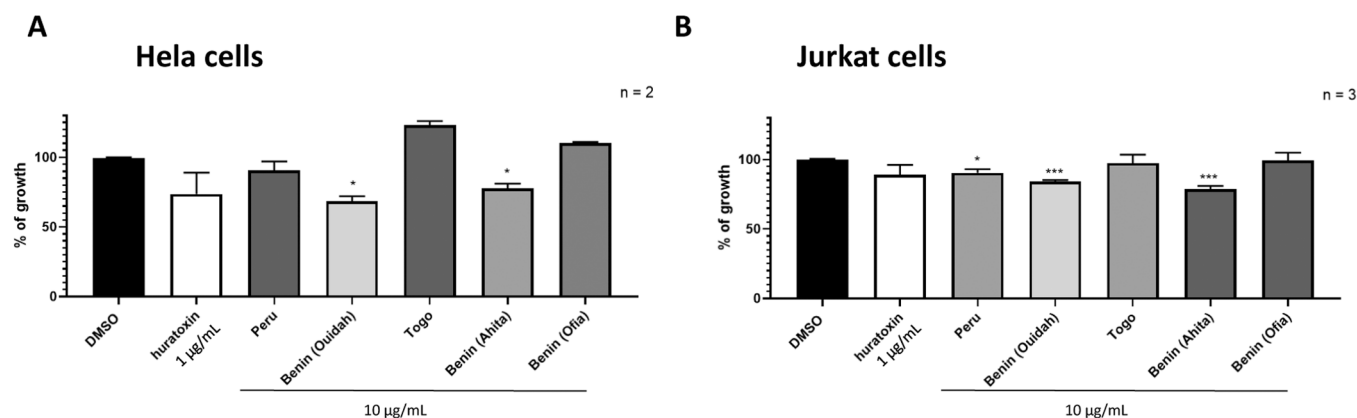 A
Hela cells
n = 2
% of growth
100
50
0
*
*
DMSO
huratoxin
1 µg/mL
Peru
Benin (Ouidah)
Togo
Benin (Ahita)
Benin (Ofia)
10 µg/mL
B
Jurkat cells
n = 3
% of growth
100
50
0
*
***
***
DMSO
huratoxin
1 µg/mL
Peru
Benin (Ouidah)
Togo
Benin (Ahita)
Benin (Ofia)
10 µg/mL